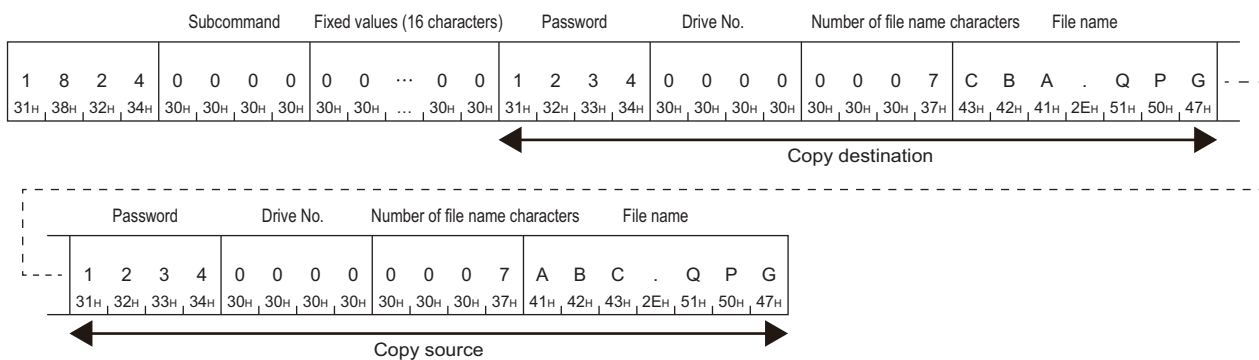 Subcommand Fixed values (16 characters) Password Drive No. Number of file name characters File name
1 8 2 4 0 0 0 0 0 0 ... 0 0 1 2 3 4 0 0 0 0 0 0 0 7 C B A . Q P G
31H 38H 32H 34H 30H 30H 30H 30H 30H 30H ... 30H 30H 31H 32H 33H 34H 30H 30H 30H 30H 30H 30H 30H 37H 43H 42H 41H 2EH 51H 50H 47H
Copy destination
Password Drive No. Number of file name characters File name
1 2 3 4 0 0 0 0 0 0 0 7 A B C . Q P G
31H 32H 33H 34H 30H 30H 30H 30H 30H 30H 30H 37H 41H 42H 43H 2EH 51H 50H 47H
Copy source